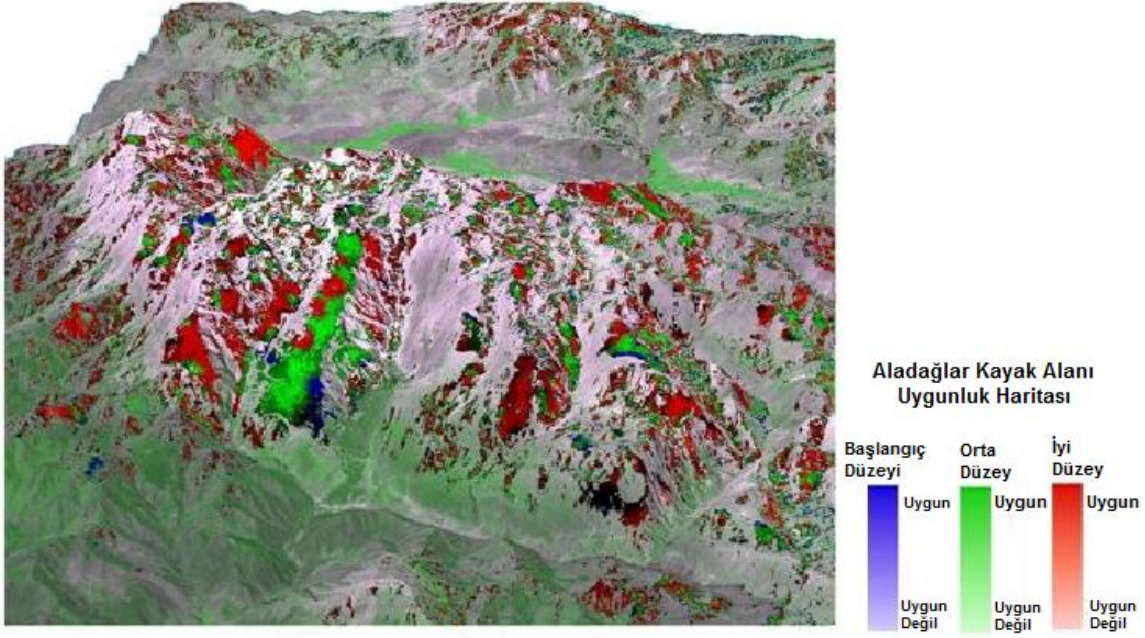 Aladağlar Kayak Alanı
Uygunluk Haritası
Başlangıç
Düzeyi
Uygun
Uygun
Değil
Orta
Düzey
Uygun
Uygun
Değil
İyi
Düzey
Uygun
Uygun
Değil